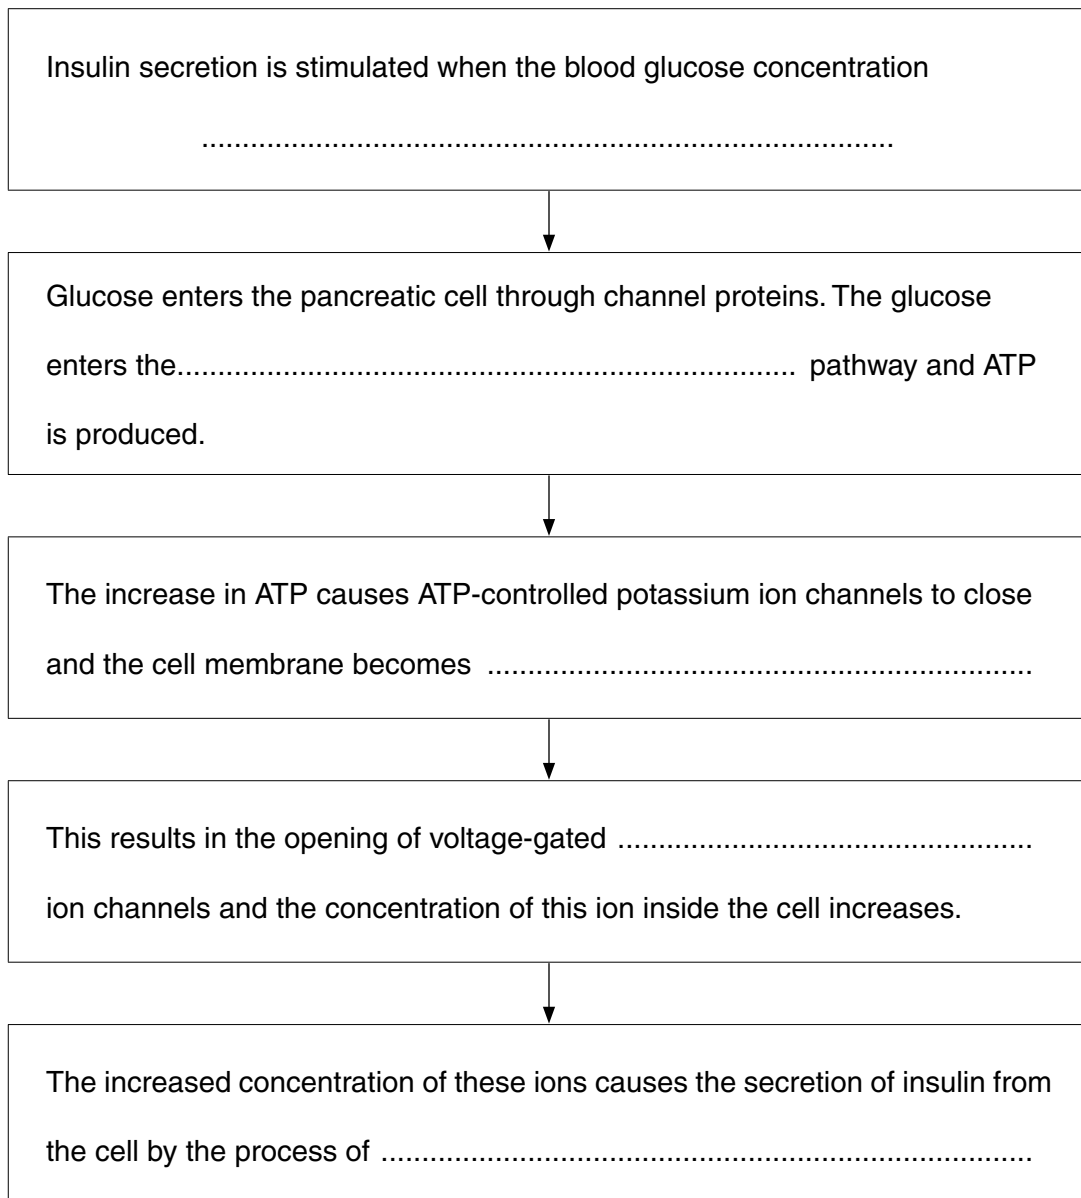 Insulin secretion is stimulated when the blood glucose concentration
....................................................................................
Glucose enters the pancreatic cell through channel proteins. The glucose
enters the............................................................................ pathway and ATP
is produced.
The increase in ATP causes ATP-controlled potassium ion channels to close
and the cell membrane becomes ...................................................................
This results in the opening of voltage-gated ...................................................
ion channels and the concentration of this ion inside the cell increases.
The increased concentration of these ions causes the secretion of insulin from
the cell by the process of ................................................................................